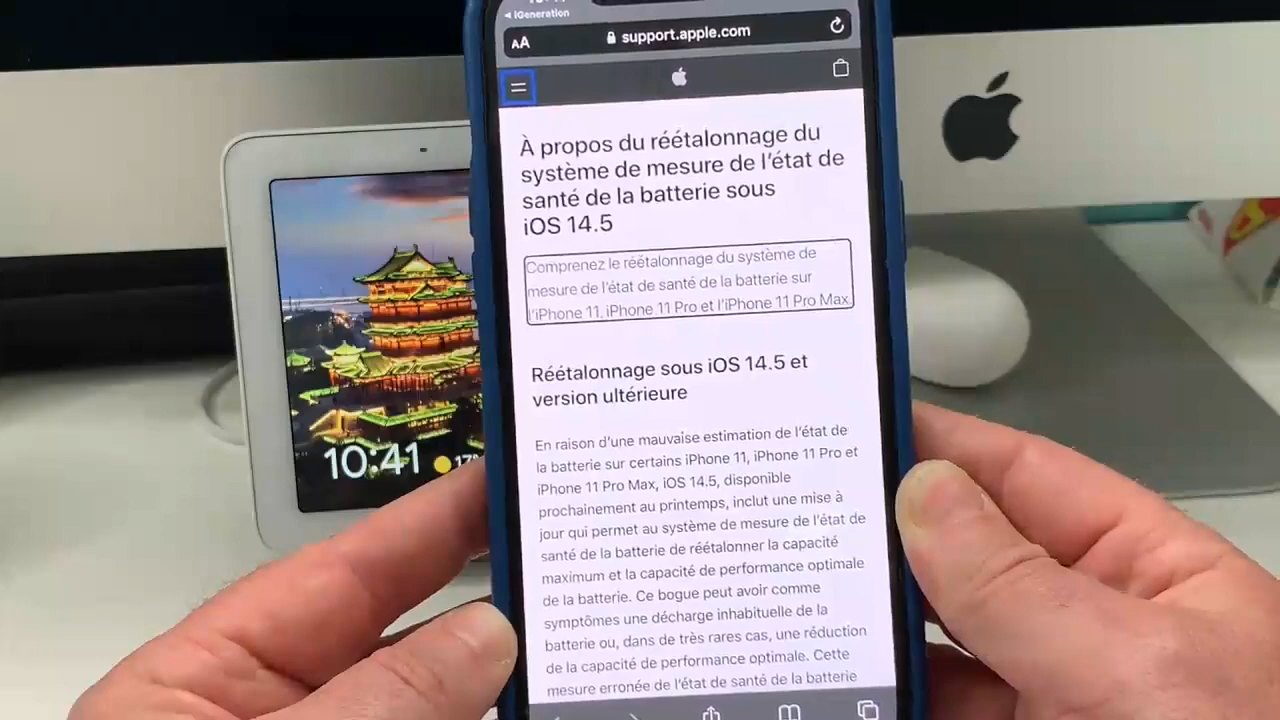 iGeneration
AA support.apple.com
À propos du réétalonnage du
système de mesure de l'état de
santé de la batterie sous
iOS 14.5
Comprenez le réétalonnage du système de
mesure de l'état de santé de la batterie sur
l'iPhone 11, iPhone 11 Pro et l'iPhone 11 Pro Max.
Réétalonnage sous iOS 14.5 et
version ultérieure
En raison d'une mauvaise estimation de l'état de
la batterie sur certains iPhone 11, iPhone 11 Pro et
iPhone 11 Pro Max, iOS 14.5, disponible
prochainement au printemps, inclut une mise à
jour qui permet au système de mesure de l'état de
santé de la batterie de réétalonner la capacité
maximum et la capacité de performance optimale
de la batterie. Ce bogue peut avoir comme
symptômes une décharge inhabituelle de la
batterie ou, dans de très rares cas, une réduction
de la capacité de performance optimale. Cette
mesure erronée de l'état de santé de la batterie
10:41